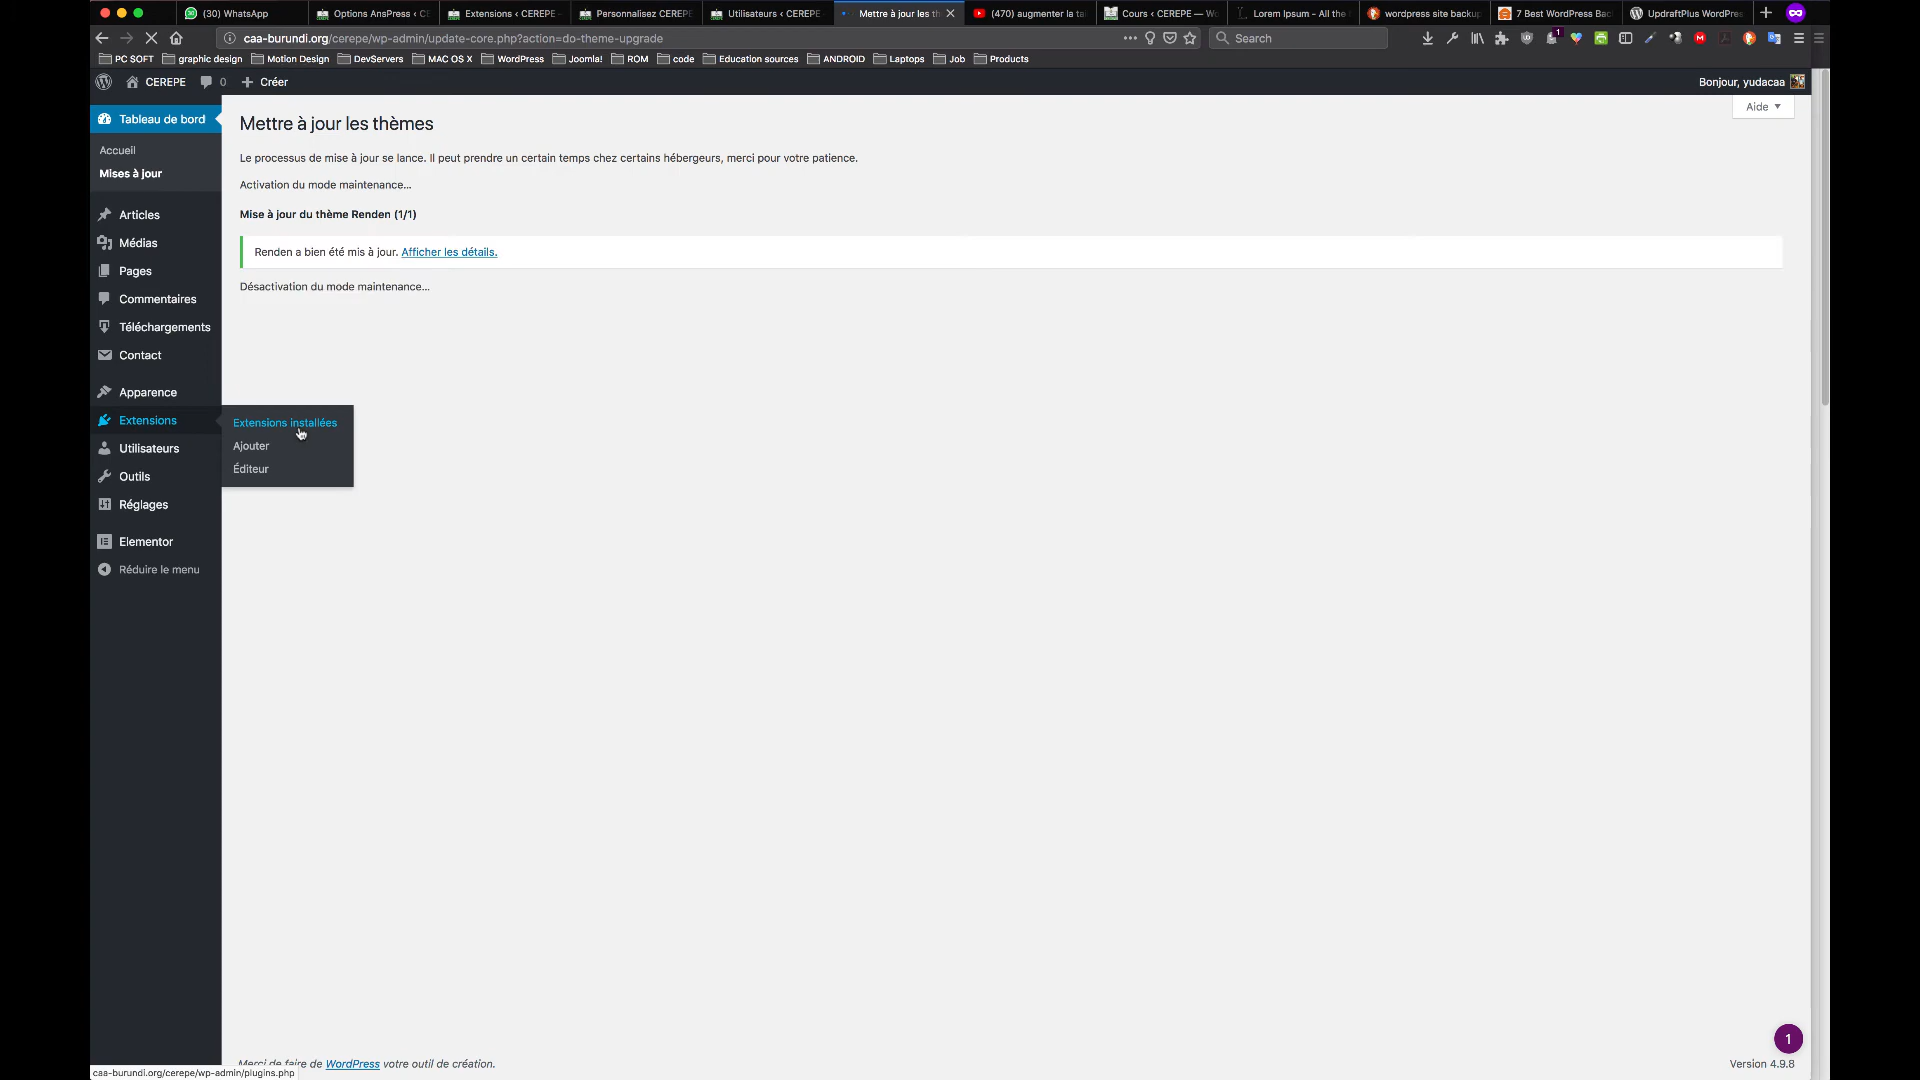 (30) WhatsApp
Options AnsPress ‹ CE
Extensions ‹ CEREPE —
Personnalisez CEREPE
Utilisateurs ‹ CEREPE
Mettre à jour les th
(470) augmenter la ta
Cours ‹ CEREPE — Wo
Lorem Ipsum - All the
wordpress site backup
7 Best WordPress Bac
UpdraftPlus WordPres
caa-burundi.org/cerepe/wp-admin/update-core.php?action=do-theme-upgrade
Search
1
PC SOFT graphic design Motion Design DevServers MAC OS X WordPress Joomla! ROM code Education sources ANDROID Laptops Job Products
CEREPE 0 Créer
Bonjour, yudacaa
Aide
Tableau de bord
Accueil
Mises à jour
Articles
Médias
Pages
Commentaires
Téléchargements
Contact
Apparence
Extensions
Extensions installées
Ajouter
Éditeur
Utilisateurs
Outils
Réglages
Elementor
Réduire le menu
Mettre à jour les thèmes
Le processus de mise à jour se lance. Il peut prendre un certain temps chez certains hébergeurs, merci pour votre patience.
Activation du mode maintenance…
Mise à jour du thème Renden (1/1)
Renden a bien été mis à jour. Afficher les détails.
Désactivation du mode maintenance…
1
Merci de faire de WordPress votre outil de création.
Version 4.9.8
caa-burundi.org/cerepe/wp-admin/plugins.php